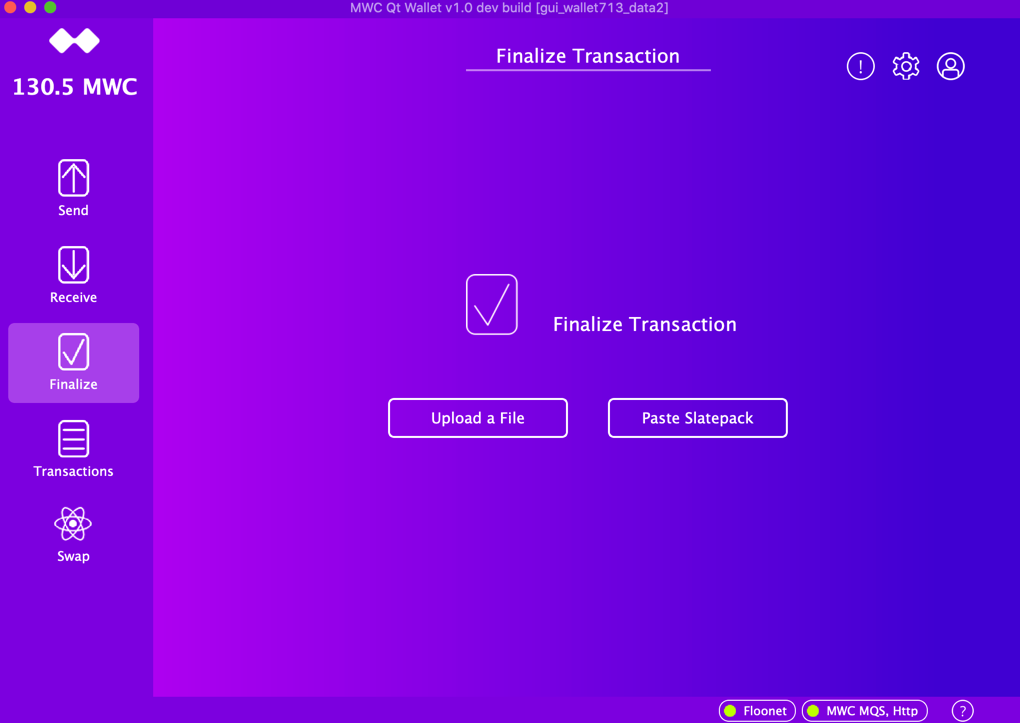 MWC Qt Wallet v1.0 dev build [gui_wallet713_data2]
130.5 MWC
Finalize Transaction
!
Send
Receive
Finalize
Transactions
Swap
Finalize Transaction
Upload a File
Paste Slatepack
Floonet
MWC MQS, Http
?